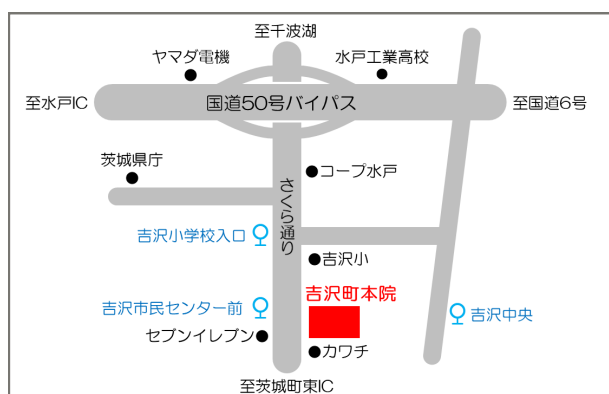 至千波湖
ヤマダ電機
水戸工業高校
至水戸IC
国道50号バイパス
至国道6号
茨城県庁
コープ水戸
さくら通り
吉沢小学校入口
吉沢小
吉沢町本院
吉沢市民センター前
吉沢中央
セブンイレブン
カワチ
至茨城町東IC